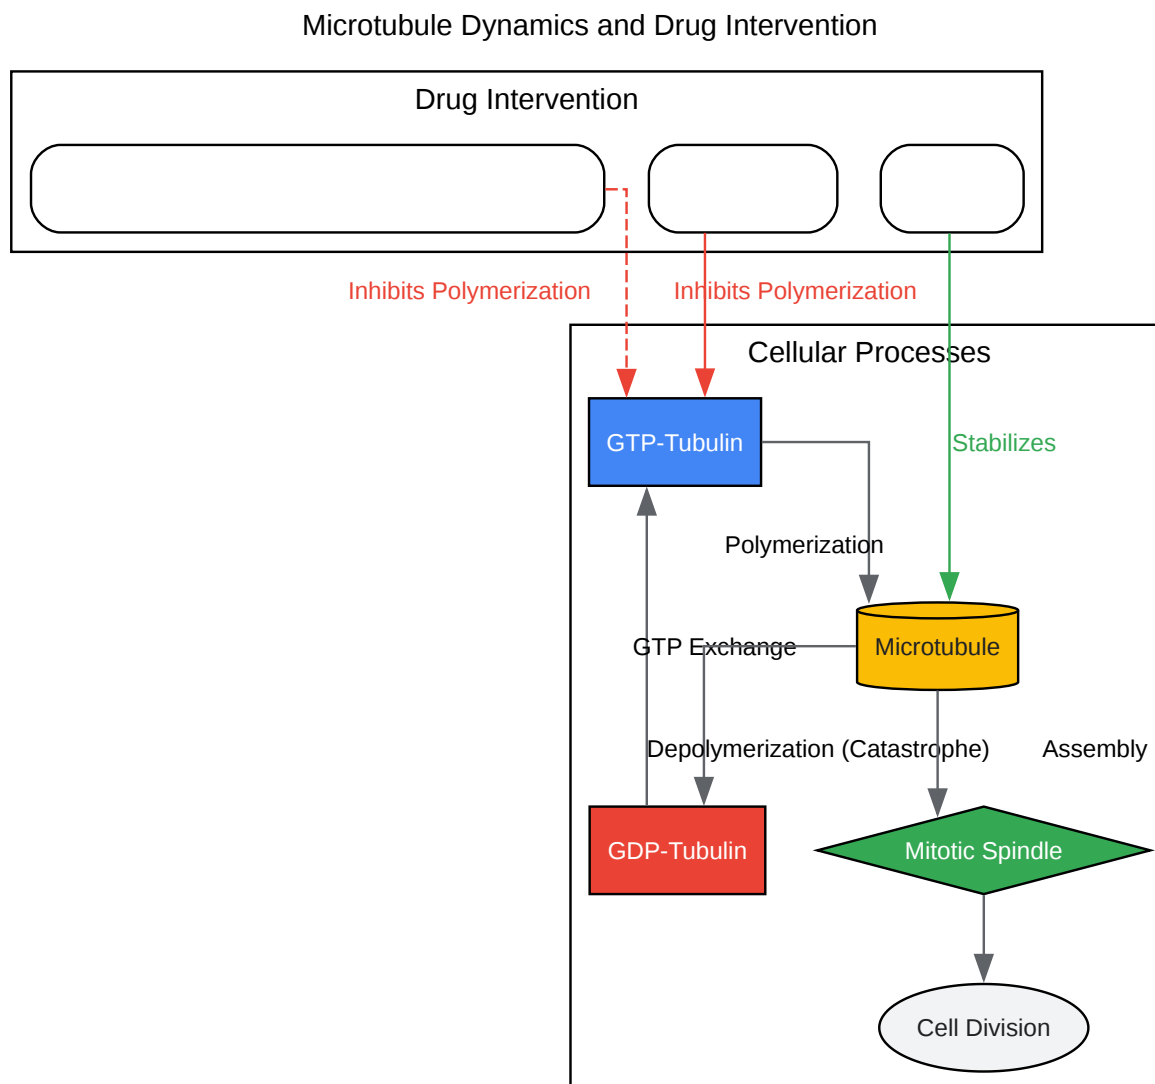 Microtubule Dynamics and Drug Intervention
Drug Intervention
Inhibits Polymerization
Inhibits Polymerization
Cellular Processes
GTP-Tubulin
Stabilizes
Polymerization
GTP Exchange
Microtubule
Depolymerization (Catastrophe)
Assembly
GDP-Tubulin
Mitotic Spindle
Cell Division